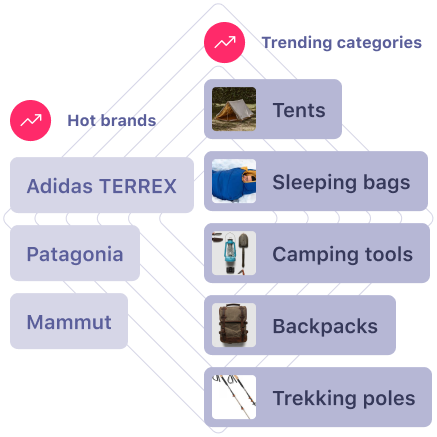 Trending categories
Hot brands
Tents
Adidas TERREX
Sleeping bags
Patagonia
Camping tools
Mammut
Backpacks
Trekking poles